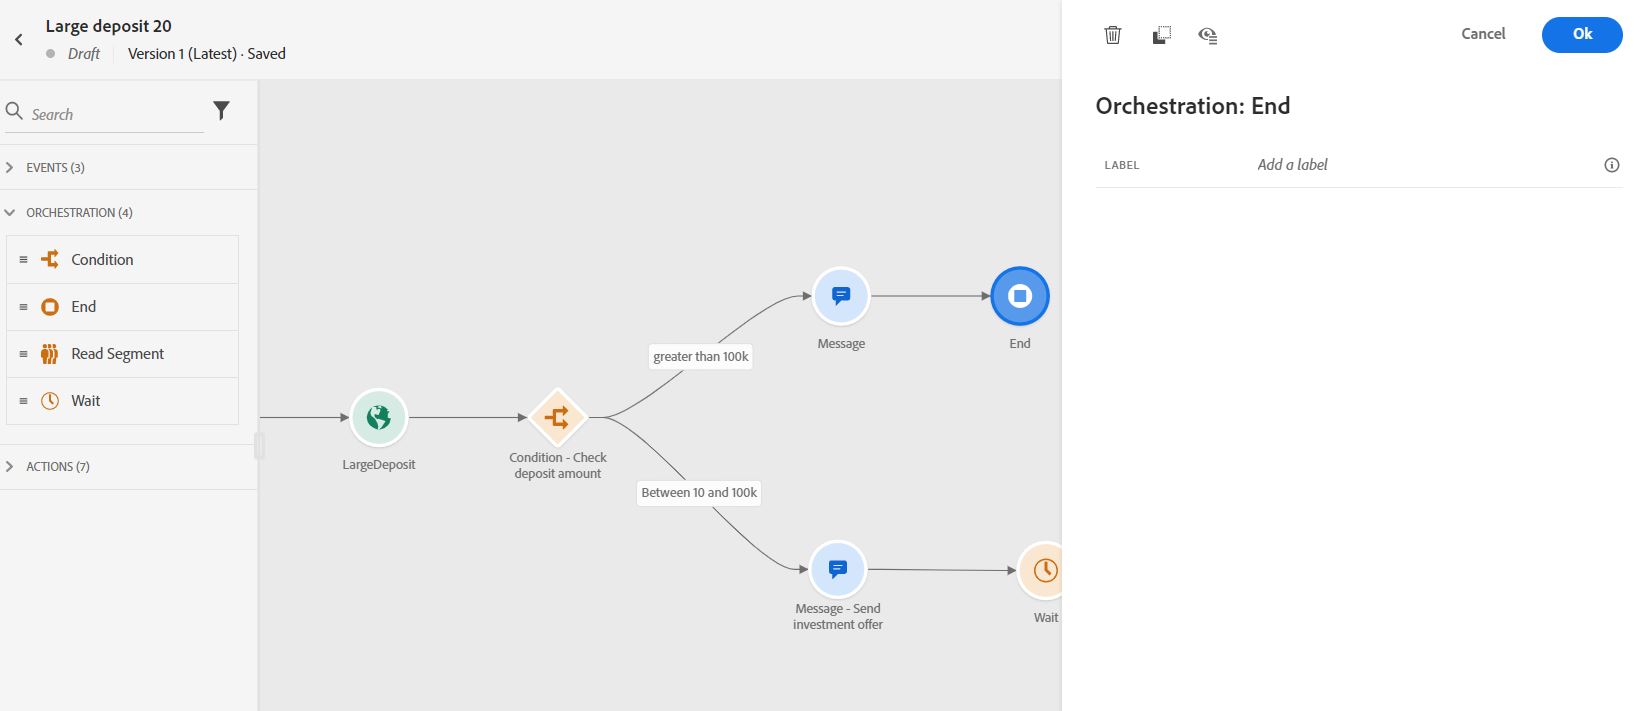 Large deposit 20
Draft
Version 1 (Latest) · Saved
Search
EVENTS (3)
ORCHESTRATION (4)
Condition
End
Read Segment
Wait
ACTIONS (7)
LargeDeposit
Condition - Check
deposit amount
greater than 100k
Between 10 and 100k
Message
End
Message - Send
investment offer
Wait
Cancel
Ok
Orchestration: End
LABEL
Add a label